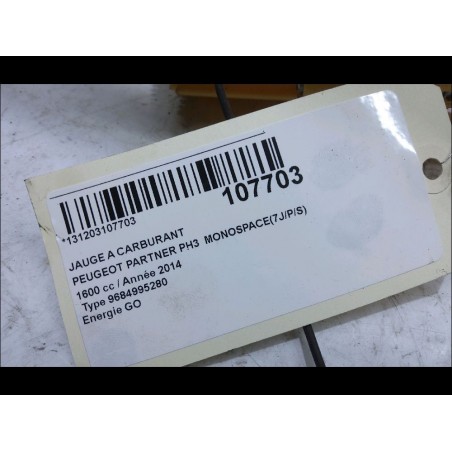 107703
*131203107703
JAUGE A CARBURANT
PEUGEOT PARTNER PH3 MONOSPACE(7J/P/S)
1600 cc / Année 2014
Type 9684995280
Energie GO